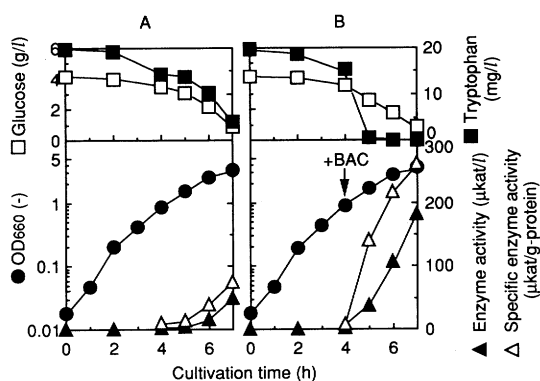 A
B
Glucose (g/l)
6
4
2
0
20
10
0
Tryptophan
(mg/l)
+BAC
OD660 (-)
5
1
0.1
0.01
300
200
100
0
Enzyme activity (μkat/l)
Specific enzyme activity
(μkat/g-protein)
0
2
4
6
0
2
4
6
Cultivation time (h)